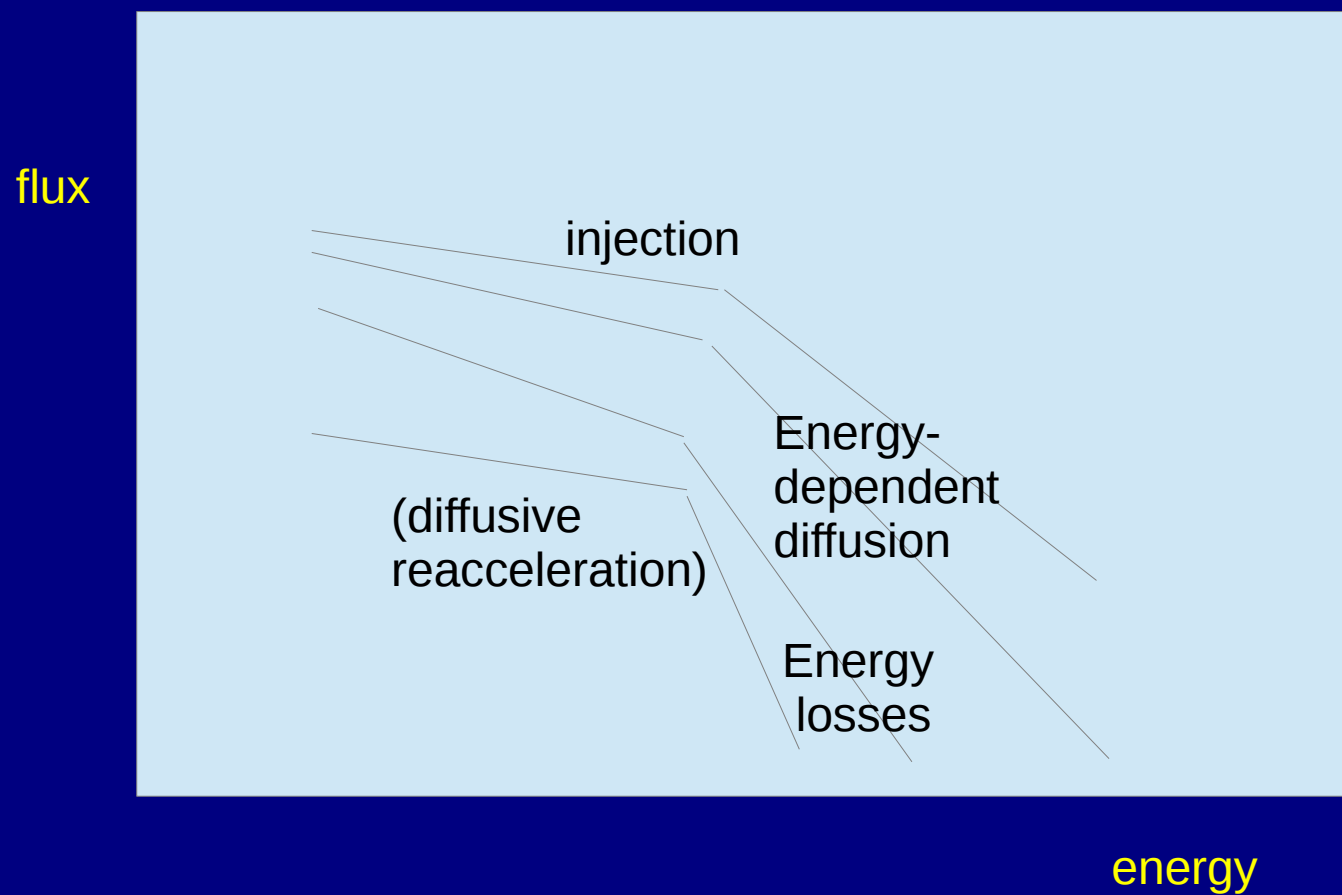 flux
injection
Energy-
dependent
diffusion
(diffusive
reacceleration)
Energy
losses
energy